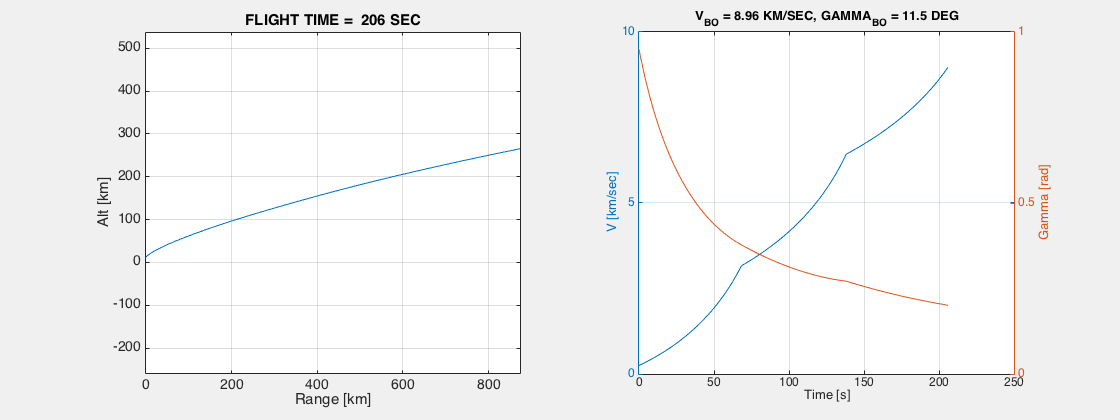 FLIGHT TIME = 206 SEC
500
400
300
200
100
0
-100
-200
Alt [km]
0 200 400 600 800
Range [km]
V_BO = 8.96 KM/SEC, GAMMA_BO = 11.5 DEG
10
5
0
V [km/sec]
1
0.5
0
Gamma [rad]
0 50 100 150 200 250
Time [s]